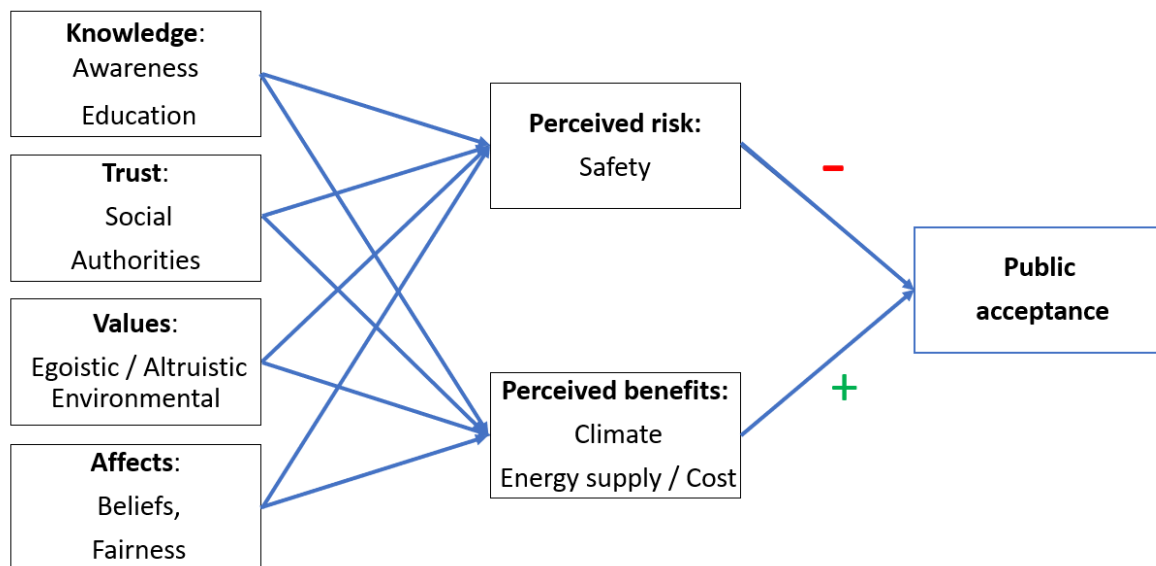 Knowledge:
Awareness
Education
Trust:
Social
Authorities
Values:
Egoistic / Altruistic
Environmental
Affects:
Beliefs,
Fairness
Perceived risk:
Safety
Perceived benefits:
Climate
Energy supply / Cost
–
+
Public
acceptance